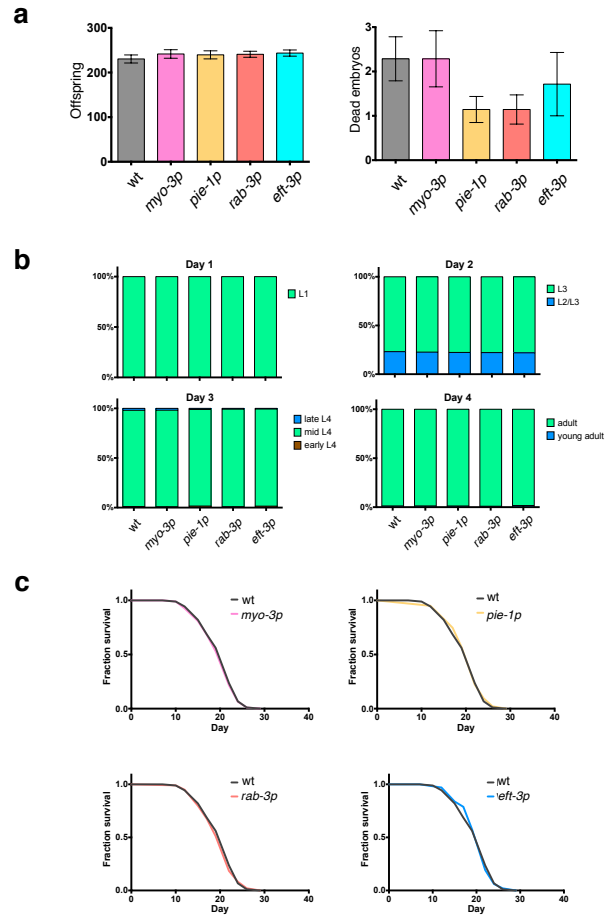 a
Offspring
300
200
100
0
wt
myo-3p
pie-1p
rab-3p
eft-3p
Dead embryos
3
2
1
0
wt
myo-3p
pie-1p
rab-3p
eft-3p
b
Day 1
100%
50%
0%
L1
Day 2
100%
50%
0%
L3
L2/L3
Day 3
100%
50%
0%
late L4
mid L4
early L4
wt
myo-3p
pie-1p
rab-3p
eft-3p
Day 4
100%
50%
0%
adult
young adult
wt
myo-3p
pie-1p
rab-3p
eft-3p
c
Fraction survival
1.0
0.5
0.0
0 10 20 30 40
Day
wt
myo-3p
Fraction survival
1.0
0.5
0.0
0 10 20 30 40
Day
wt
pie-1p
Fraction survival
1.0
0.5
0.0
0 10 20 30 40
Day
wt
rab-3p
Fraction survival
1.0
0.5
0.0
0 10 20 30 40
Day
wt
eft-3p